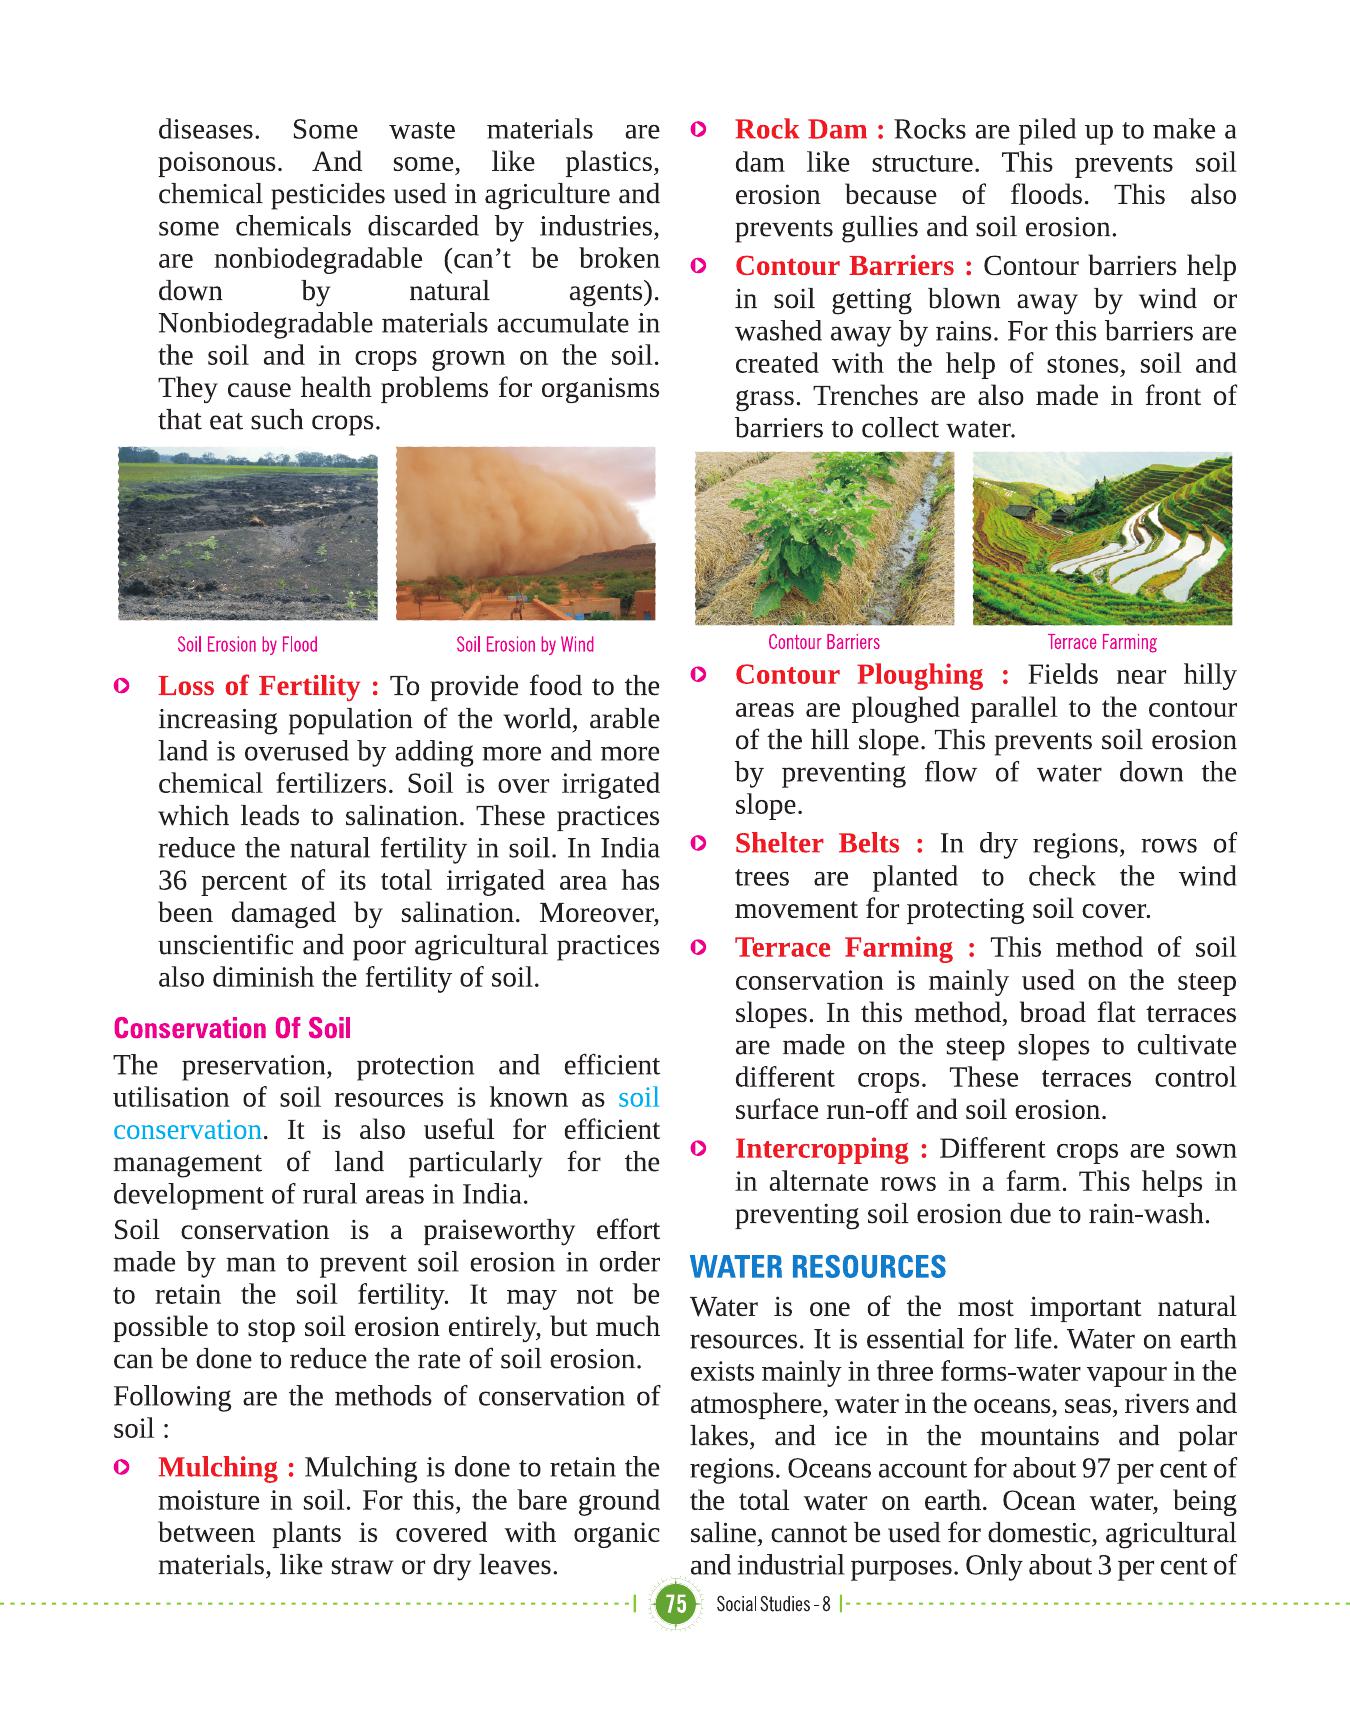 diseases. Some waste materials are
poisonous. And some, like plastics,
chemical pesticides used in agriculture and
some chemicals discarded by industries,
are nonbiodegradable (can’t be broken
down by natural agents).
Nonbiodegradable materials accumulate in
the soil and in crops grown on the soil.
They cause health problems for organisms
that eat such crops.
Soil Erosion by Flood
Soil Erosion by Wind
Loss of Fertility : To provide food to the
increasing population of the world, arable
land is overused by adding more and more
chemical fertilizers. Soil is over irrigated
which leads to salination. These practices
reduce the natural fertility in soil. In India
36 percent of its total irrigated area has
been damaged by salination. Moreover,
unscientific and poor agricultural practices
also diminish the fertility of soil.
Conservation Of Soil
The preservation, protection and efficient
utilisation of soil resources is known as soil
conservation. It is also useful for efficient
management of land particularly for the
development of rural areas in India.
Soil conservation is a praiseworthy effort
made by man to prevent soil erosion in order
to retain the soil fertility. It may not be
possible to stop soil erosion entirely, but much
can be done to reduce the rate of soil erosion.
Following are the methods of conservation of
soil :
Mulching : Mulching is done to retain the
moisture in soil. For this, the bare ground
between plants is covered with organic
materials, like straw or dry leaves.
Rock Dam : Rocks are piled up to make a
dam like structure. This prevents soil
erosion because of floods. This also
prevents gullies and soil erosion.
Contour Barriers : Contour barriers help
in soil getting blown away by wind or
washed away by rains. For this barriers are
created with the help of stones, soil and
grass. Trenches are also made in front of
barriers to collect water.
Contour Barriers
Terrace Farming
Contour Ploughing : Fields near hilly
areas are ploughed parallel to the contour
of the hill slope. This prevents soil erosion
by preventing flow of water down the
slope.
Shelter Belts : In dry regions, rows of
trees are planted to check the wind
movement for protecting soil cover.
Terrace Farming : This method of soil
conservation is mainly used on the steep
slopes. In this method, broad flat terraces
are made on the steep slopes to cultivate
different crops. These terraces control
surface run-off and soil erosion.
Intercropping : Different crops are sown
in alternate rows in a farm. This helps in
preventing soil erosion due to rain-wash.
WATER RESOURCES
Water is one of the most important natural
resources. It is essential for life. Water on earth
exists mainly in three forms-water vapour in the
atmosphere, water in the oceans, seas, rivers and
lakes, and ice in the mountains and polar
regions. Oceans account for about 97 per cent of
the total water on earth. Ocean water, being
saline, cannot be used for domestic, agricultural
and industrial purposes. Only about 3 per cent of
75 Social Studies - 8